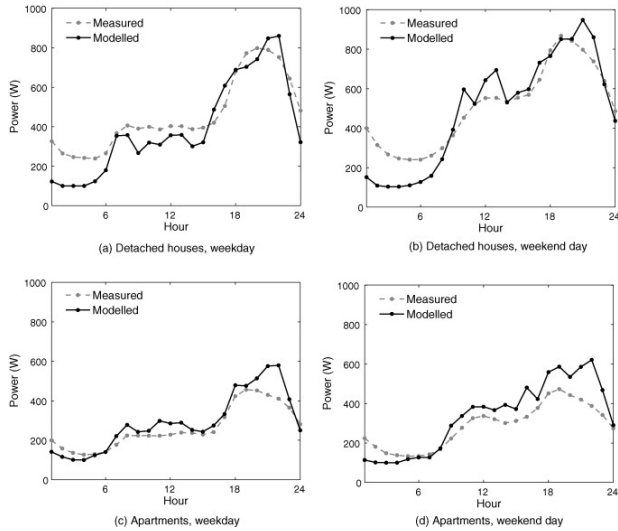 1000
800
600
400
200
0
Power (W)
Measured
Modelled
6
12
18
24
Hour
(a) Detached houses, weekday
1000
800
600
400
200
0
Power (W)
Measured
Modelled
6
12
18
24
Hour
(b) Detached houses, weekend day
1000
800
600
400
200
0
Power (W)
Measured
Modelled
6
12
18
24
Hour
(c) Apartments, weekday
1000
800
600
400
200
0
Power (W)
Measured
Modelled
6
12
18
24
Hour
(d) Apartments, weekend day